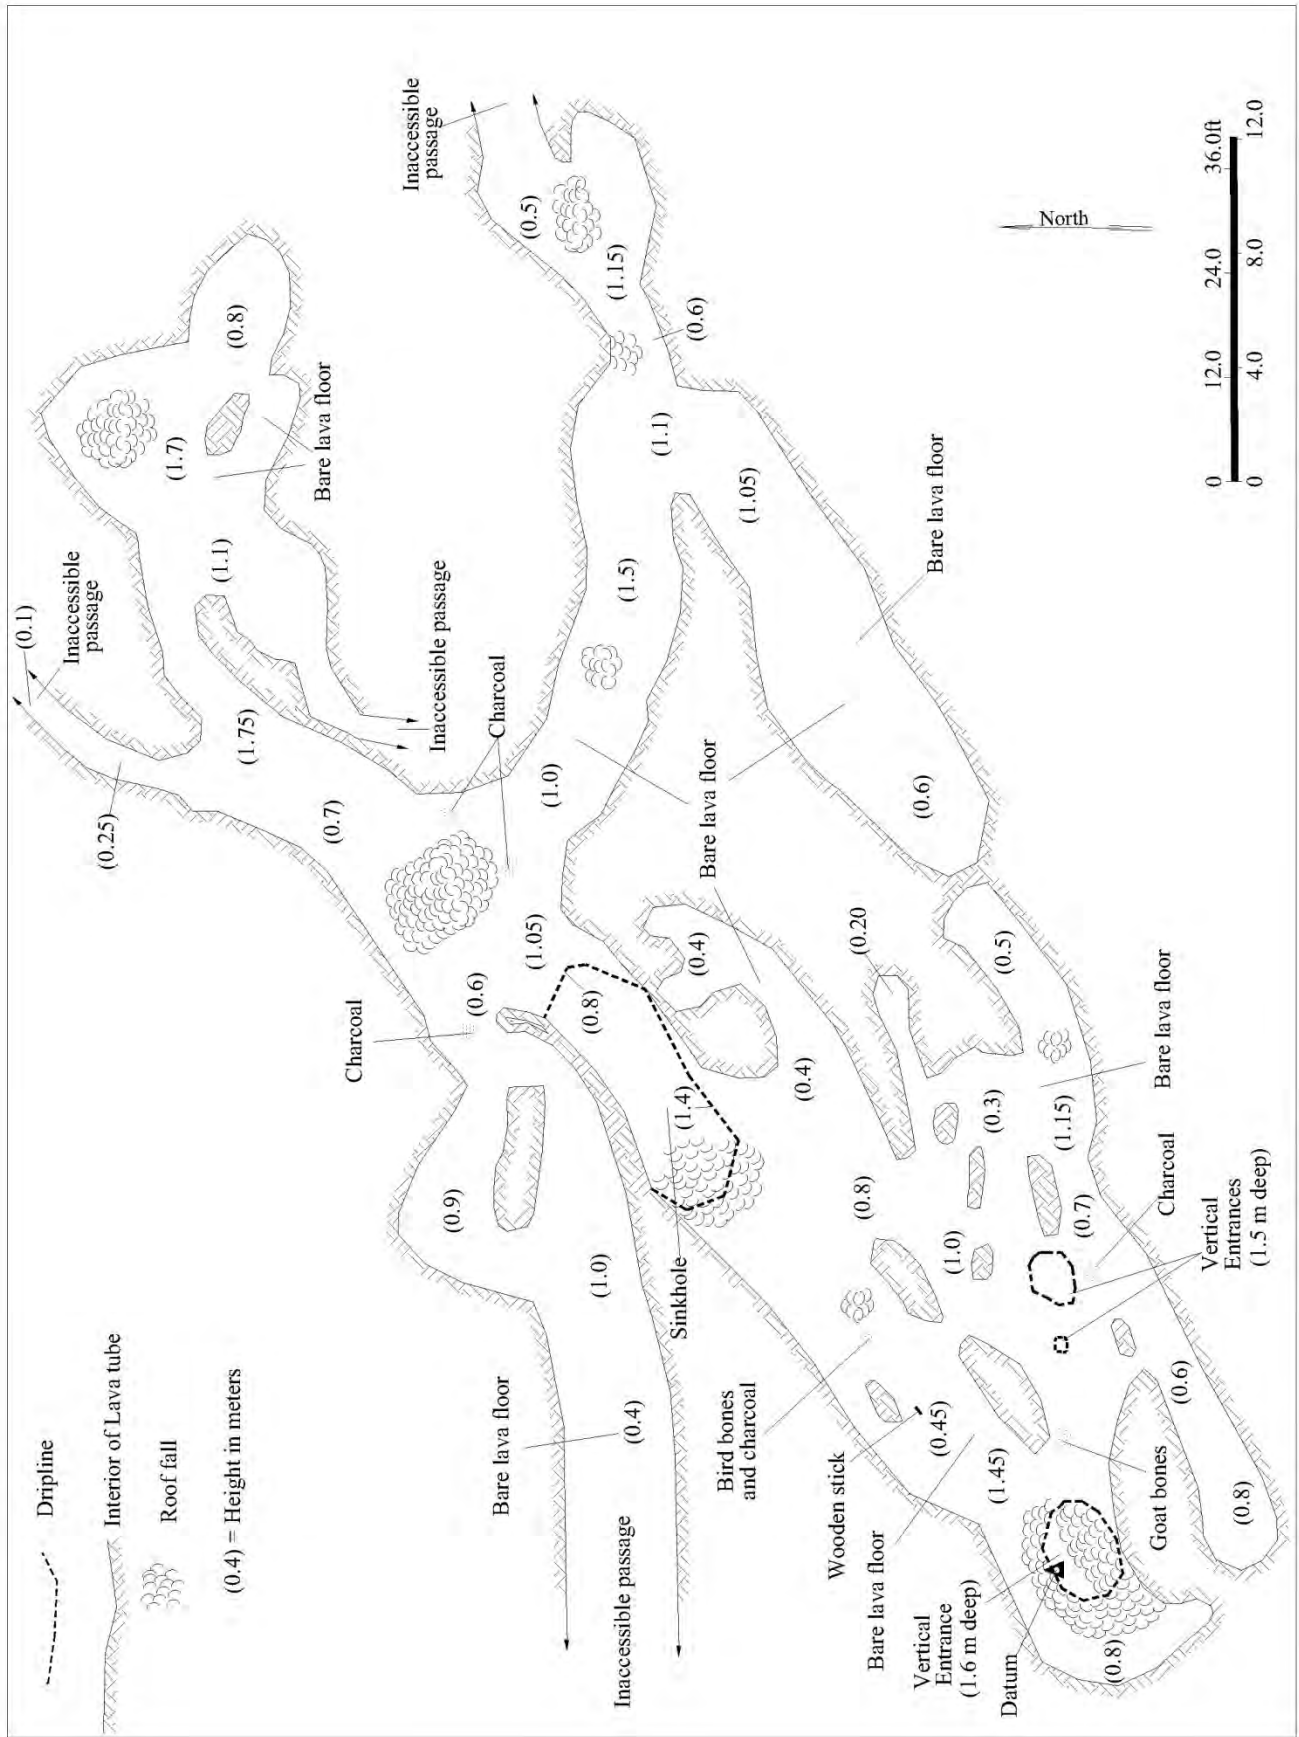 Dripline
Interior of Lava tube
Roof fall
(0.4) = Height in meters
(0.1)
Inaccessible
passage
(0.25)
(1.75)
(1.1)
(1.7)
(0.8)
Bare lava floor
Inaccessible passage
(0.7)
Charcoal
Charcoal
(0.6)
(1.05)
(0.8)
(1.0)
(1.5)
(1.1)
(0.6)
(1.15)
(0.5)
Inaccessible
passage
(0.9)
(1.0)
Bare lava floor
(0.4)
Inaccessible passage
Sinkhole
(1.4)
(0.4)
(0.4)
Bare lava floor
(1.05)
Bare lava floor
(0.6)
(0.20
(0.5)
(0.8)
(0.3)
(1.0)
(1.15)
(0.7)
Bare lava floor
Charcoal
Vertical
Entrances
(1.5 m deep)
Bird bones
and charcoal
Wooden stick
(0.45)
Bare lava floor
(1.45)
Vertical
Entrance
(1.6 m deep)
Datum
(0.8)
Goat bones
(0.6)
(0.8)
North
0 12.0 24.0 36.0ft
0 4.0 8.0 12.0